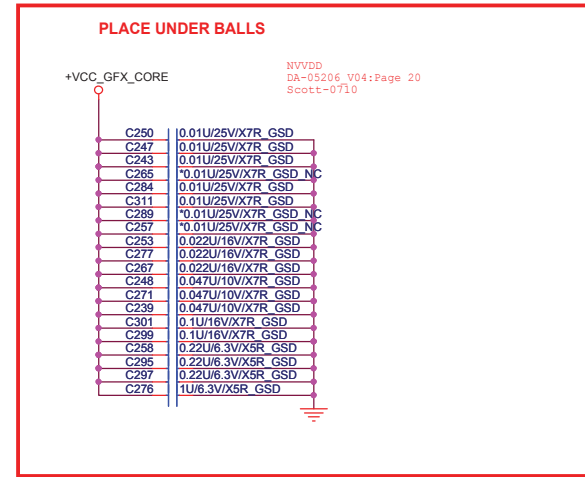 PLACE UNDER BALLS
NVVDD
DA-05206_V04:Page 20
Scott-0710
+VCC_GFX_CORE
C250 0.01U/25V/X7R_GSD
C247 0.01U/25V/X7R_GSD
C243 0.01U/25V/X7R_GSD
C265 *0.01U/25V/X7R_GSD_NC
C284 0.01U/25V/X7R_GSD
C311 0.01U/25V/X7R_GSD
C289 *0.01U/25V/X7R_GSD_NC
C257 *0.01U/25V/X7R_GSD_NC
C253 0.022U/16V/X7R_GSD
C277 0.022U/16V/X7R_GSD
C267 0.022U/16V/X7R_GSD
C248 0.047U/10V/X7R_GSD
C271 0.047U/10V/X7R_GSD
C239 0.047U/10V/X7R_GSD
C301 0.1U/16V/X7R_GSD
C299 0.1U/16V/X7R_GSD
C258 0.22U/6.3V/X5R_GSD
C295 0.22U/6.3V/X5R_GSD
C297 0.22U/6.3V/X5R_GSD
C276 1U/6.3V/X5R_GSD